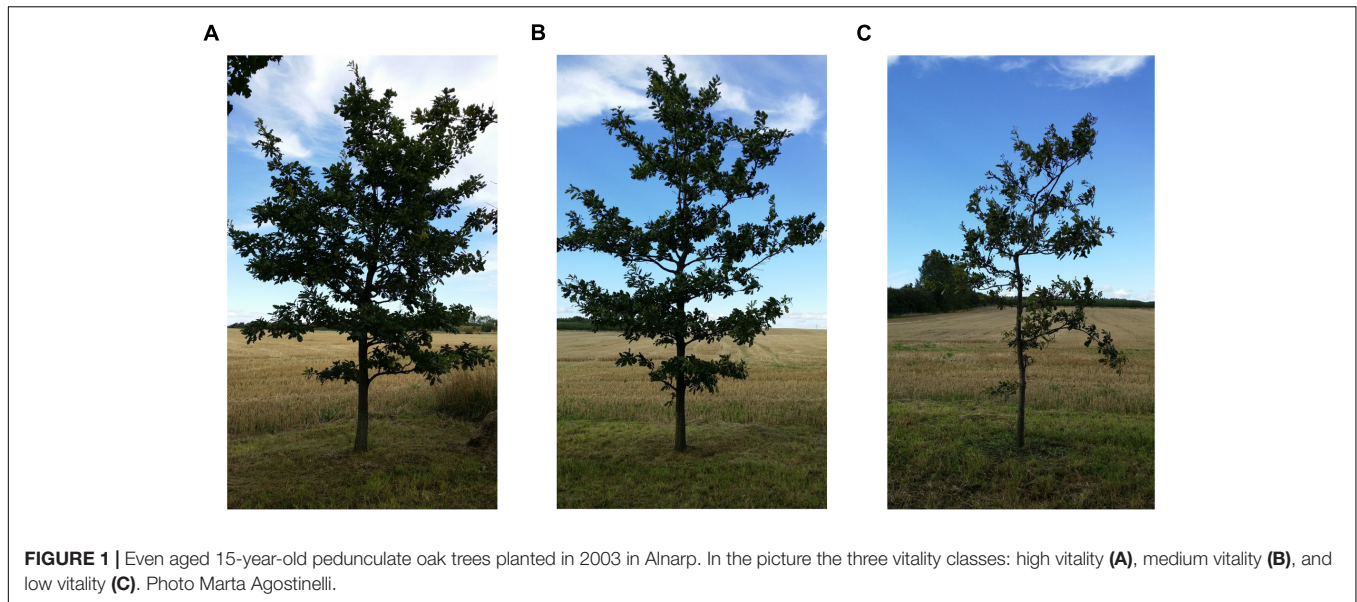 A B C
FIGURE 1 | Even aged 15-year-old pedunculate oak trees planted in 2003 in Alnarp. In the picture the three vitality classes: high vitality (A), medium vitality (B), and
low vitality (C). Photo Marta Agostinelli.